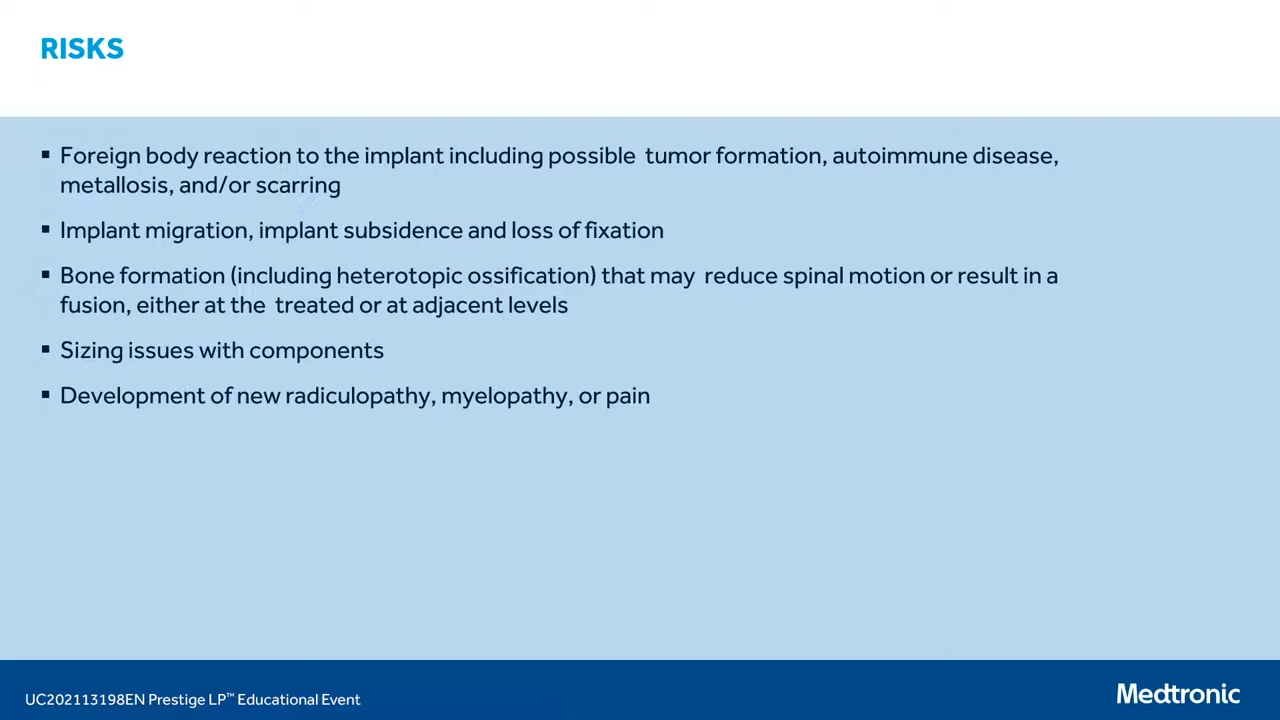 RISKS
▪ Foreign body reaction to the implant including possible tumor formation, autoimmune disease,
metallosis, and/or scarring
▪ Implant migration, implant subsidence and loss of fixation
▪ Bone formation (including heterotopic ossification) that may reduce spinal motion or result in a
fusion, either at the treated or at adjacent levels
▪ Sizing issues with components
▪ Development of new radiculopathy, myelopathy, or pain
UC202113198EN Prestige LP™ Educational Event
Medtronic